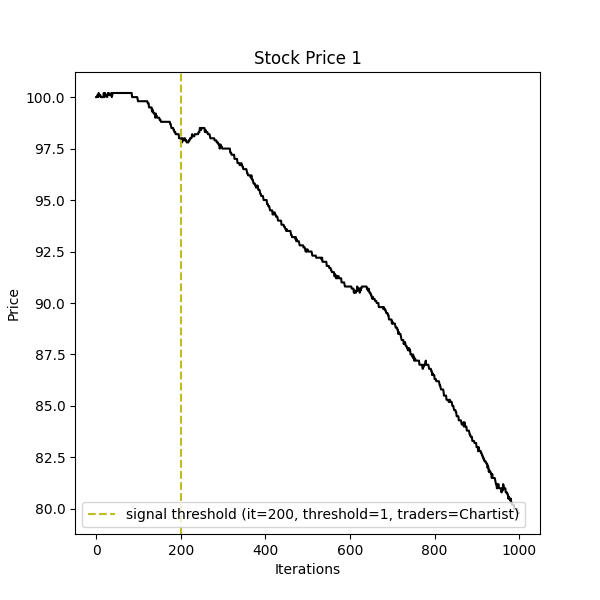 Stock Price 1
Price
100.0
97.5
95.0
92.5
90.0
87.5
85.0
82.5
80.0
signal threshold (it=200, threshold=1, traders=Chartist)
0 200 400 600 800 1000
Iterations